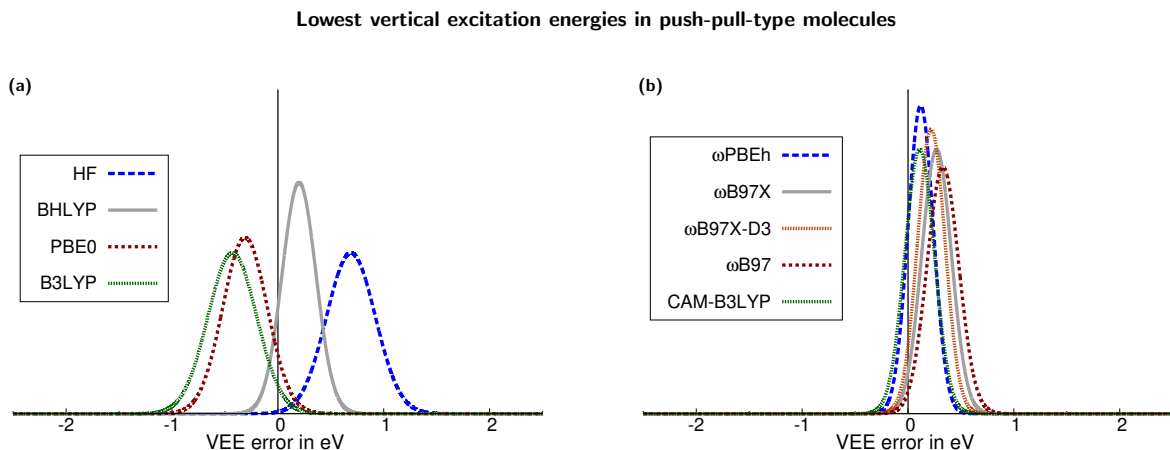 Lowest vertical excitation energies in push-pull-type molecules
(a)
HF
BHLYP
PBE0
B3LYP
-2 -1 0 1 2
VEE error in eV
(b)
ωPBEh
ωB97X
ωB97X-D3
ωB97
CAM-B3LYP
-2 -1 0 1 2
VEE error in eV